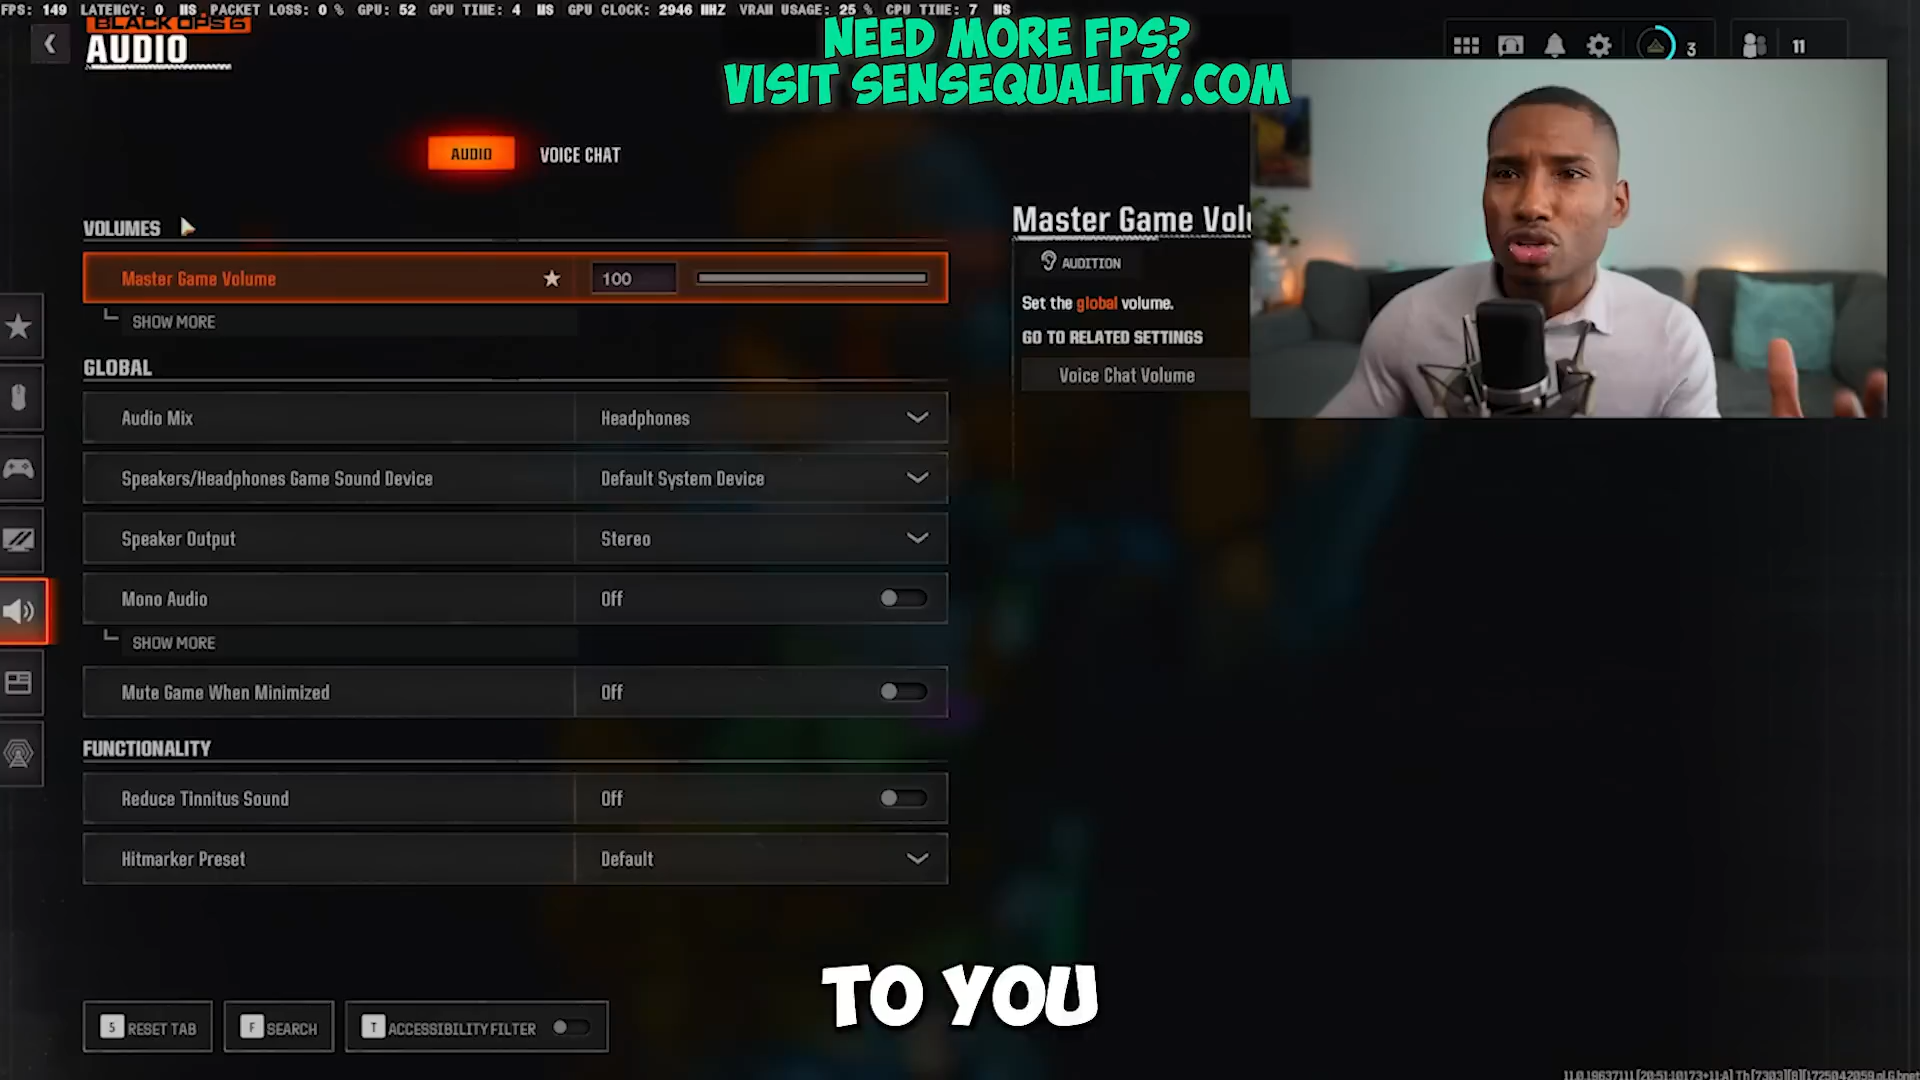 FPS: 149 LATENCY: 0 MS PACKET LOSS: 0 % GPU: 52 GPU TIME: 4 MS GPU CLOCK: 2946 MHZ VRAM USAGE: 25 % CPU TIME: 7 MS
BLACK OPS 6
AUDIO
NEED MORE FPS?
VISIT SENSEQUALITY.COM
3
11
AUDIO
VOICE CHAT
VOLUMES
Master Game Volume
100
SHOW MORE
GLOBAL
Audio Mix
Headphones
Speakers/Headphones Game Sound Device
Default System Device
Speaker Output
Stereo
Mono Audio
Off
SHOW MORE
Mute Game When Minimized
Off
FUNCTIONALITY
Reduce Tinnitus Sound
Off
Hitmarker Preset
Default
Master Game Vol
AUDITION
Set the global volume.
GO TO RELATED SETTINGS
Voice Chat Volume
TO YOU
S RESET TAB
F SEARCH
T ACCESSIBILITY FILTER